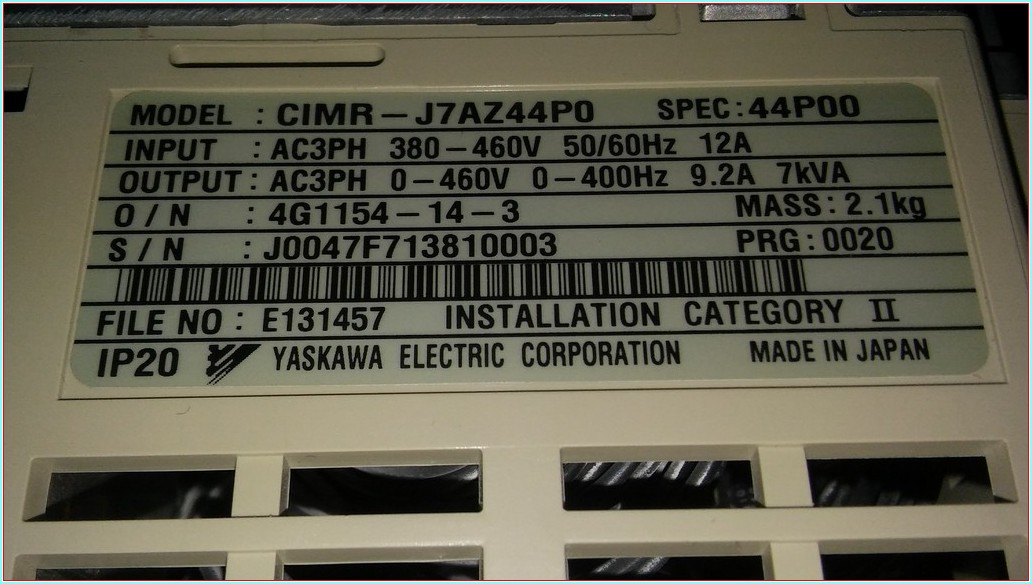 MODEL : CIMR-J7AZ44P0 SPEC: 44P00
INPUT : AC3PH 380-460V 50/60Hz 12A
OUTPUT : AC3PH 0-460V 0-400Hz 9.2A 7kVA
O/N : 4G1154-14-3 MASS: 2.1kg
S/N : J0047F713810003 PRG: 0020
FILE NO : E131457 INSTALLATION CATEGORY II
IP20 YASKAWA ELECTRIC CORPORATION MADE IN JAPAN